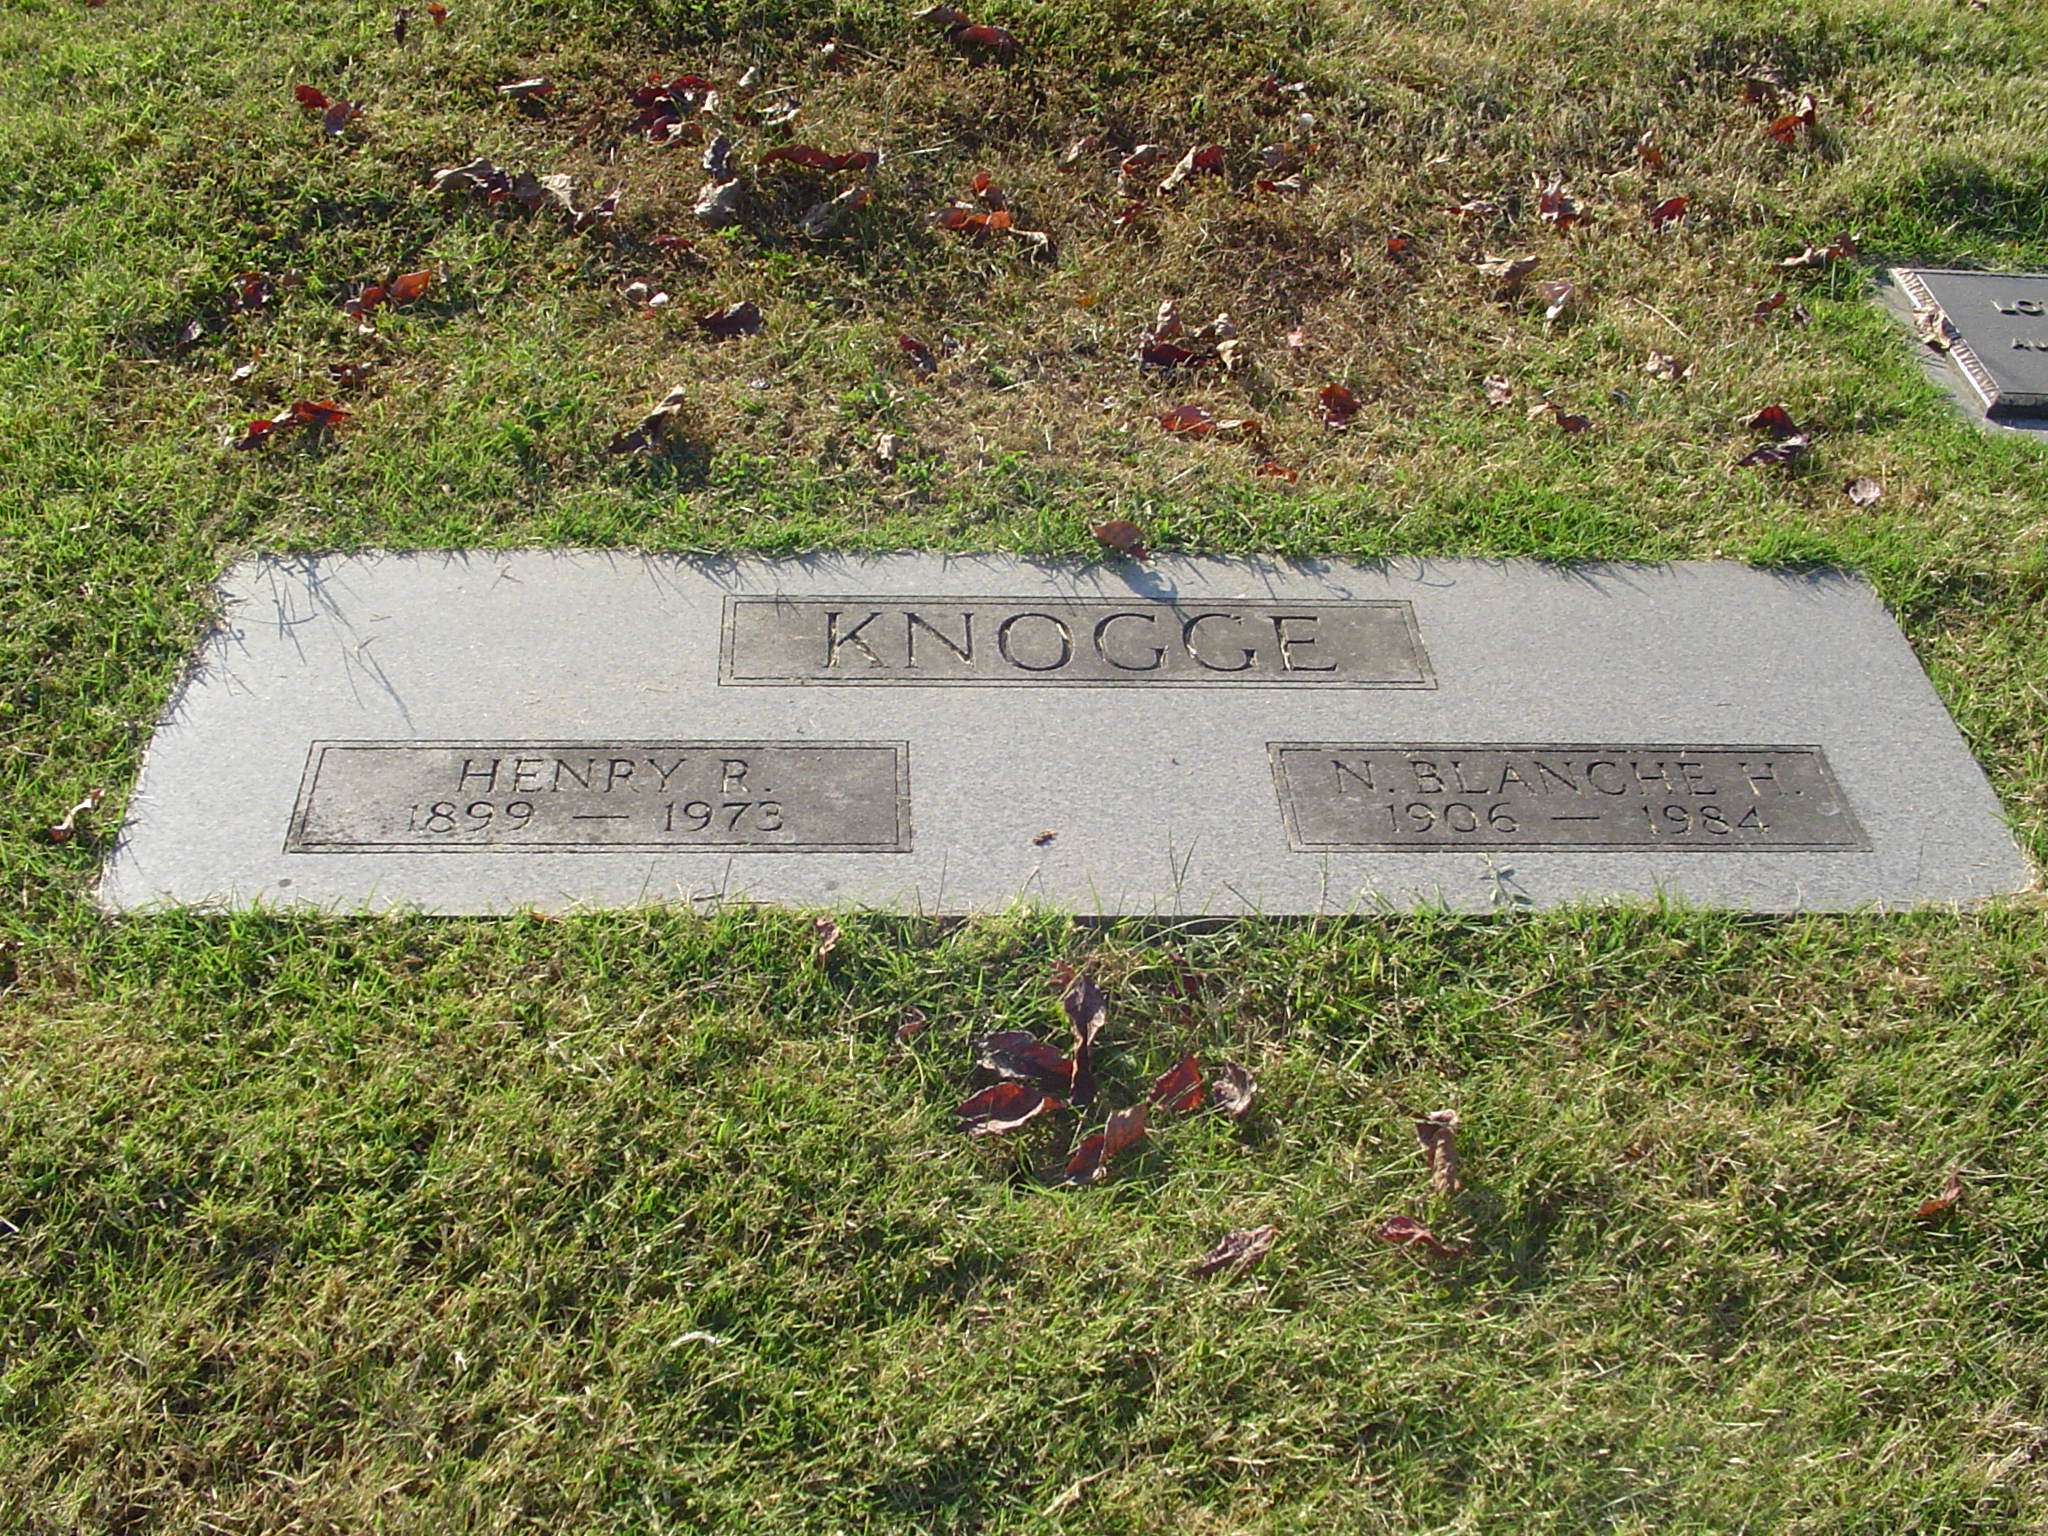 KNOGGE
HENRY R.
1899 — 1973
N. BLANCHE H.
1906 — 1984